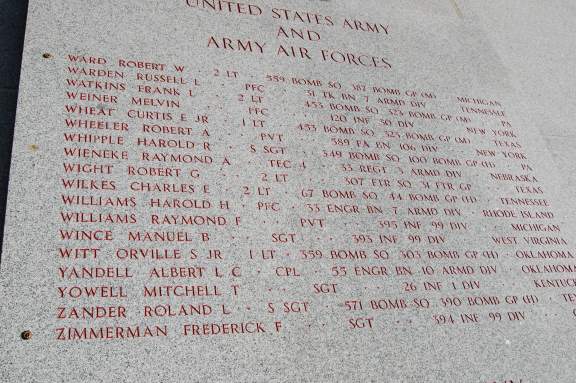 UNITED STATES ARMY
AND
ARMY AIR FORCES
WARD ROBERT W · 2 LT · 559 BOMB SQ 387 BOMB GP (M) MICHIGAN
WARDEN RUSSELL L · PFC · 31 TK BN 7 ARMD DIV · TENNESSEE
WATKINS FRANK L · 2 LT · 453 BOMB SQ 323 BOMB GP (M) · PA
WEINER MELVIN · PFC · 120 INF 30 DIV · NEW YORK
WHEAT CURTIS E JR · 1 LT · 453 BOMB SQ 323 BOMB GP (M) · TEXAS
WHEELER ROBERT A · PVT · 589 FA BN 106 DIV · NEW YORK
WHIPPLE HAROLD R · S SGT · 349 BOMB SQ 100 BOMB GP (H) · PA
WIENEKE RAYMOND A · TEC 4 · 33 REGT 3 ARMD DIV · NEBRASKA
WIGHT ROBERT G · 2 LT · 307 FTR SQ 31 FTR GP · TEXAS
WILKES CHARLES E · 2 LT · 67 BOMB SQ 44 BOMB GP (H) · TENNESSEE
WILLIAMS HAROLD H · PFC · 33 ENGR BN 7 ARMD DIV · RHODE ISLAND
WILLIAMS RAYMOND F · PVT · 395 INF 99 DIV · MICHIGAN
WINCE MANUEL B · SGT · 393 INF 99 DIV · WEST VIRGINIA
WITT ORVILLE S JR · 1 LT · 359 BOMB SQ 303 BOMB GP (H) · OKLAHOMA
YANDELL ALBERT L C · CPL · 55 ENGR BN 10 ARMD DIV · OKLAHOMA
YOWELL MITCHELL T · SGT · 26 INF 1 DIV · KENTUCK
ZANDER ROLAND L · S SGT · 571 BOMB SQ 390 BOMB GP (H) · TE
ZIMMERMAN FREDERICK F · SGT · 394 INF 99 DIV